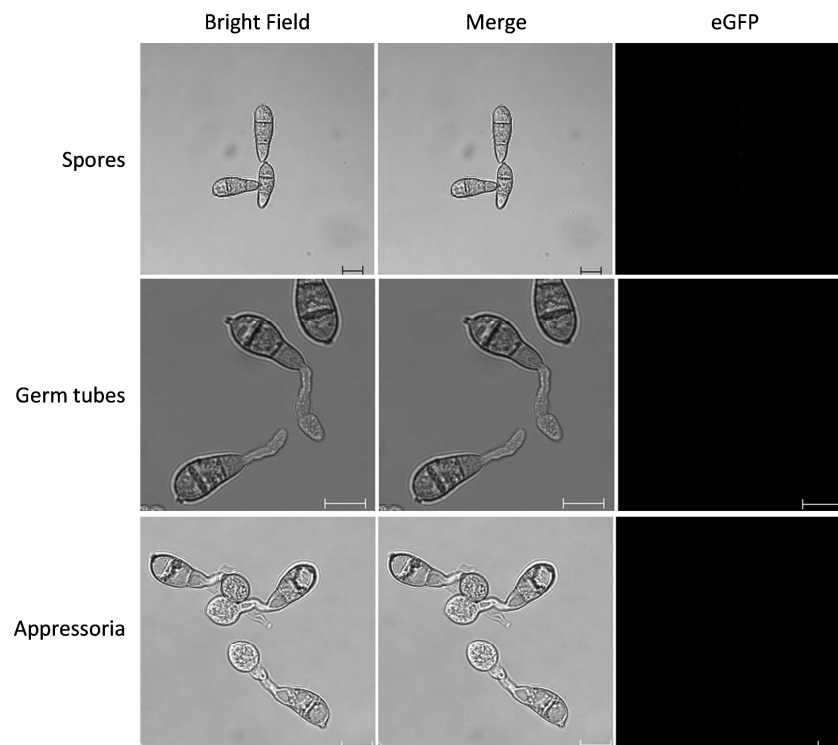 Bright Field
Merge
eGFP
Spores
Germ tubes
Appressoria